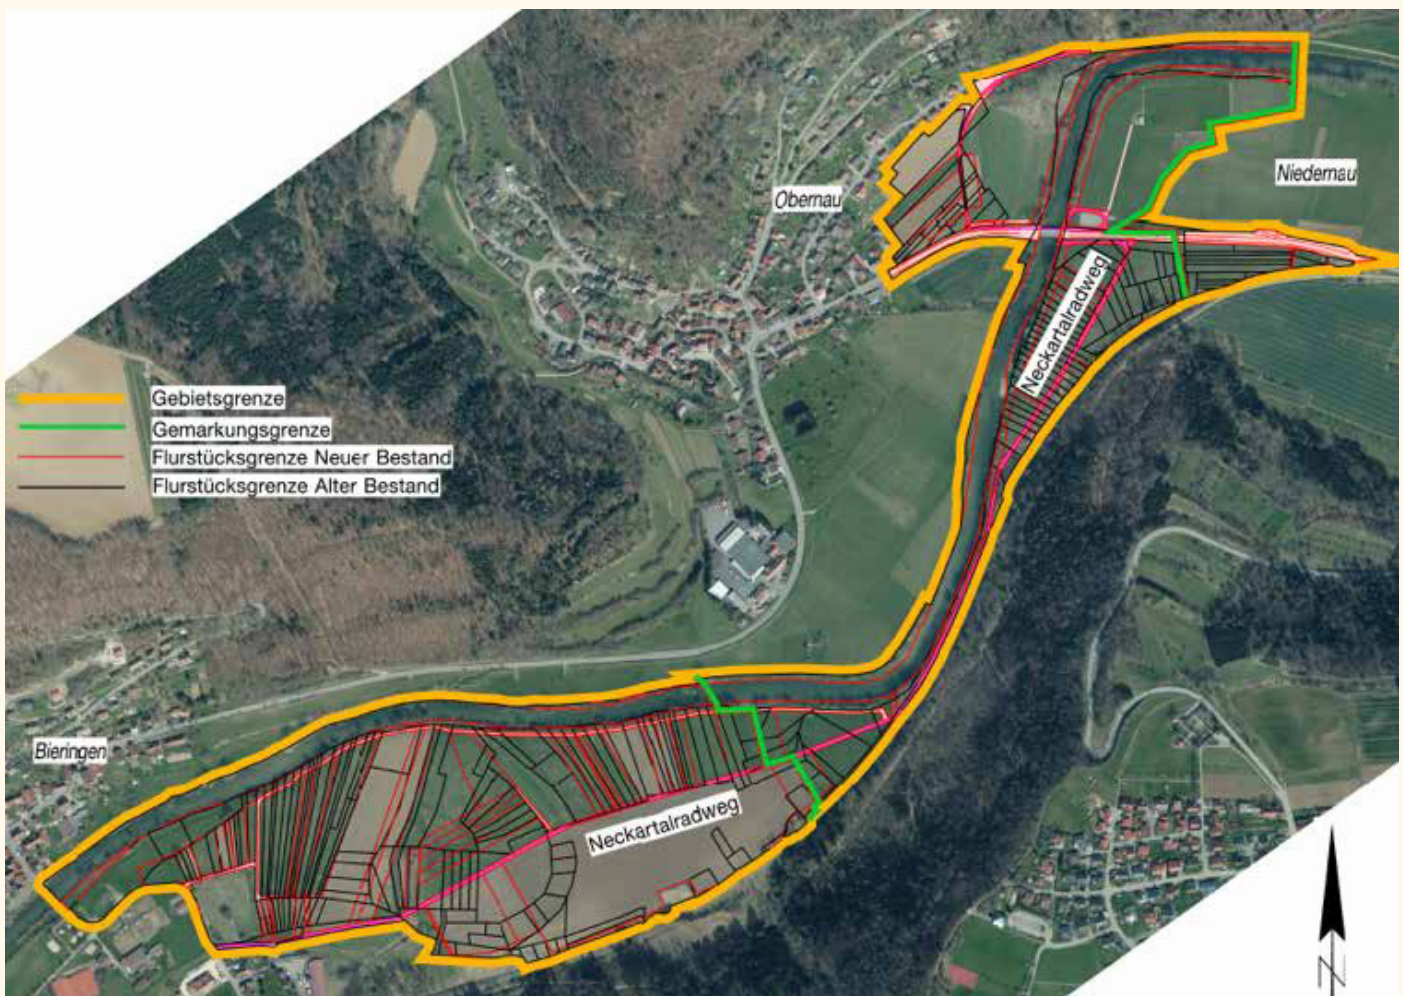 Obernau
Niedernau
Neckartalradweg
Gebietsgrenze
Gemarkungsgrenze
Flurstücksgrenze Neuer Bestand
Flurstücksgrenze Alter Bestand
Bieringen
Neckartalradweg
N